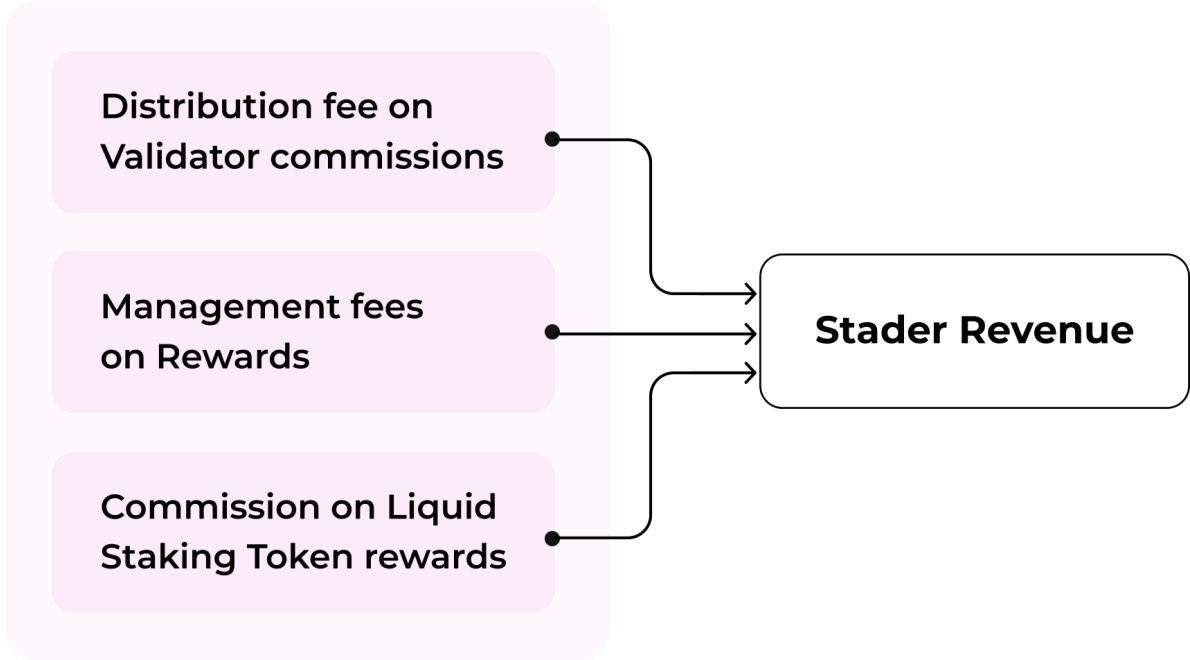 Distribution fee on
Validator commissions
Management fees
on Rewards
Stader Revenue
Commission on Liquid
Staking Token rewards